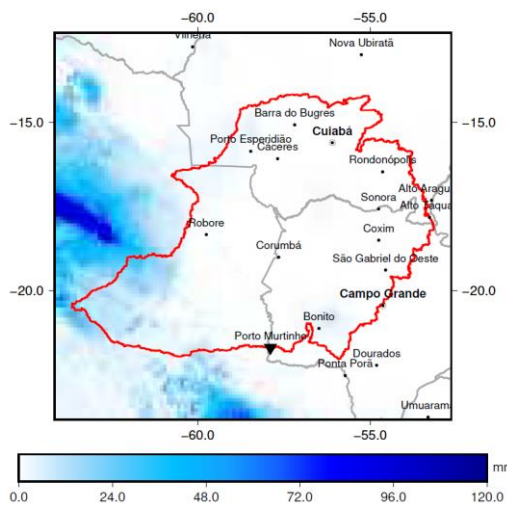 −60.0 −55.0
Vilhena
Nova Ubiratã
−15.0 −15.0
Barra do Bugres
Cuiabá
Porto Esperidião
Cáceres
Rondonópolis
Alto Aragu
Sonora
Alto Taqua
Robore
Coxim
Corumbá
São Gabriel do Oeste
−20.0 −20.0
Campo Grande
Bonito
Porto Murtinho
Dourados
Ponta Porã
Umuaram
−60.0 −55.0
mm
0.0 24.0 48.0 72.0 96.0 120.0